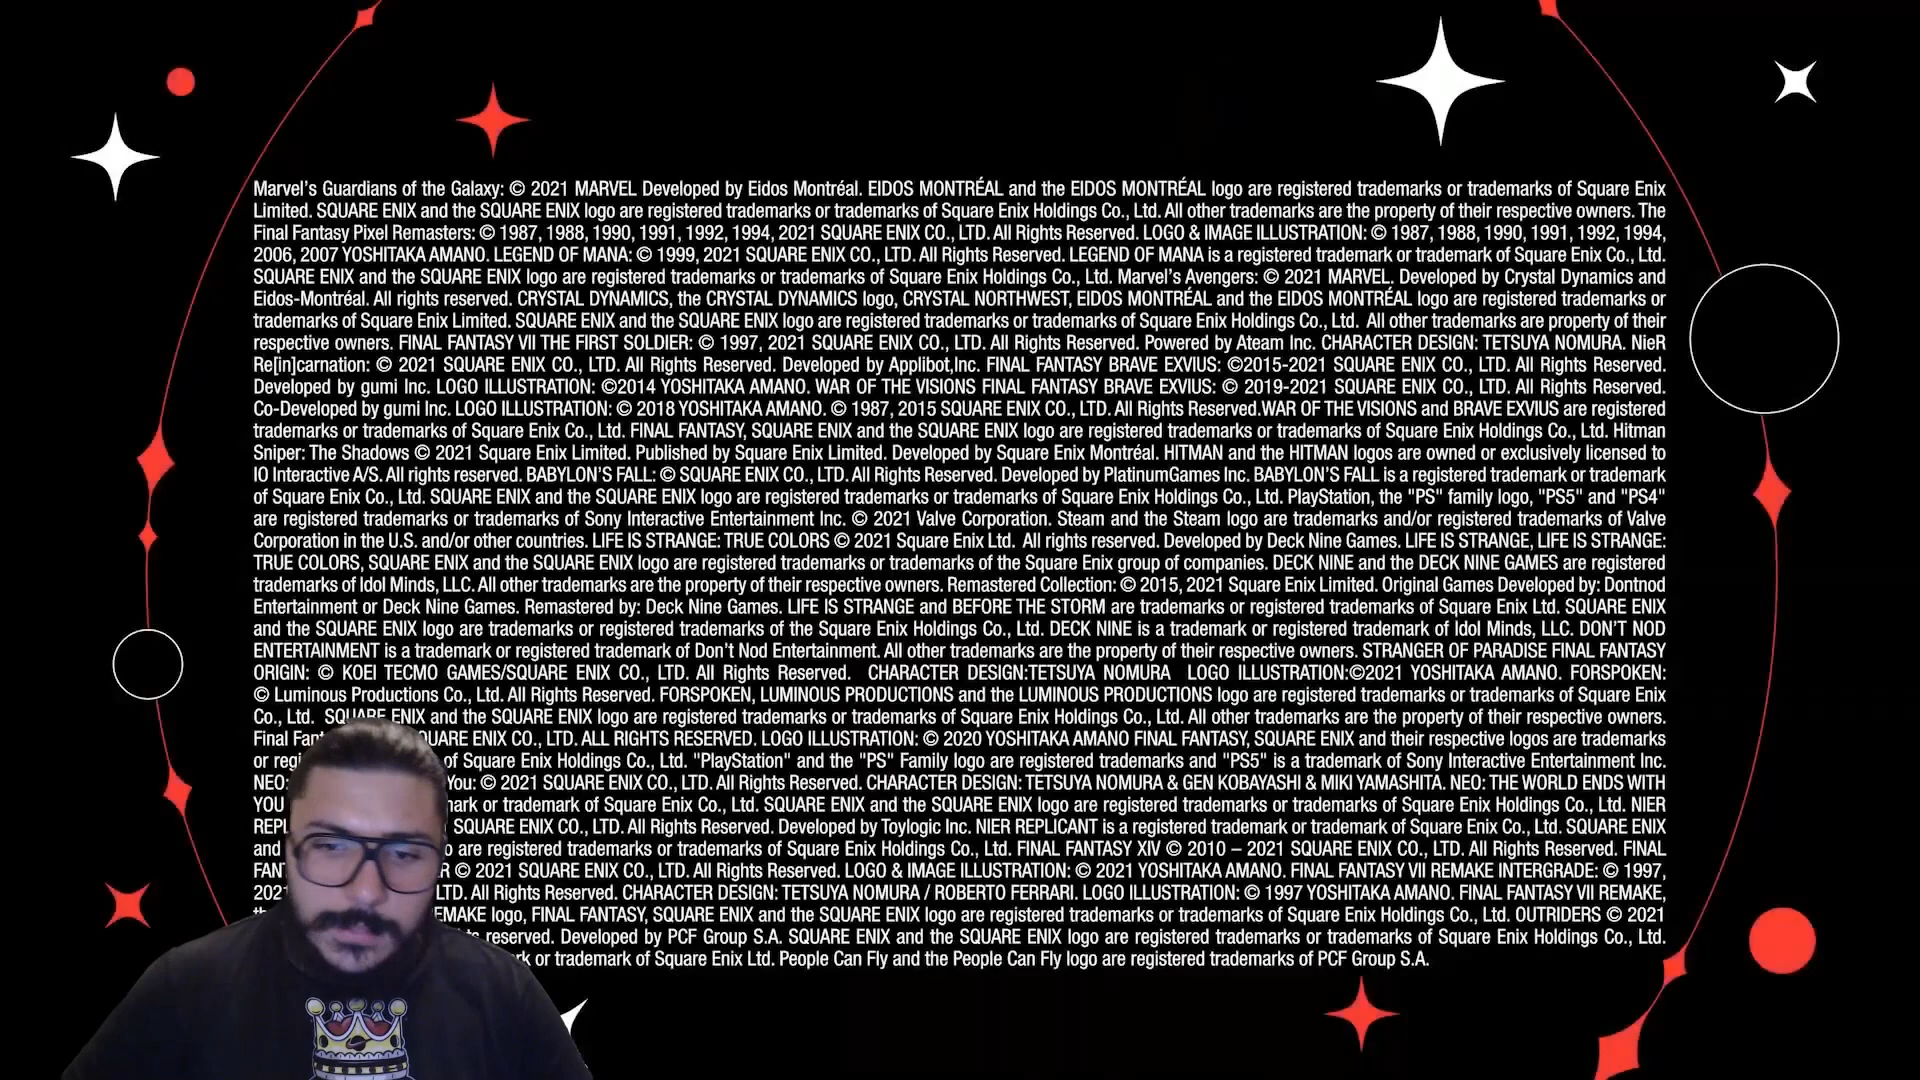 Marvel's Guardians of the Galaxy: © 2021 MARVEL Developed by Eidos Montréal. EIDOS MONTRÉAL and the EIDOS MONTRÉAL logo are registered trademarks or trademarks of Square Enix
Limited. SQUARE ENIX and the SQUARE ENIX logo are registered trademarks or trademarks of Square Enix Holdings Co., Ltd. All other trademarks are the property of their respective owners. The
Final Fantasy Pixel Remasters: © 1987, 1988, 1990, 1991, 1992, 1994, 2021 SQUARE ENIX CO., LTD. All Rights Reserved. LOGO & IMAGE ILLUSTRATION: © 1987, 1988, 1990, 1991, 1992, 1994,
2006, 2007 YOSHITAKA AMANO. LEGEND OF MANA: © 1999, 2021 SQUARE ENIX CO., LTD. All Rights Reserved. LEGEND OF MANA is a registered trademark or trademark of Square Enix Co., Ltd.
SQUARE ENIX and the SQUARE ENIX logo are registered trademarks or trademarks of Square Enix Holdings Co., Ltd. Marvel's Avengers: © 2021 MARVEL. Developed by Crystal Dynamics and
Eidos-Montréal. All rights reserved. CRYSTAL DYNAMICS, the CRYSTAL DYNAMICS logo, CRYSTAL NORTHWEST, EIDOS MONTRÉAL and the EIDOS MONTRÉAL logo are registered trademarks or
trademarks of Square Enix Limited. SQUARE ENIX and the SQUARE ENIX logo are registered trademarks or trademarks of Square Enix Holdings Co., Ltd. All other trademarks are property of their
respective owners. FINAL FANTASY VII THE FIRST SOLDIER: © 1997, 2021 SQUARE ENIX CO., LTD. All Rights Reserved. Powered by Ateam Inc. CHARACTER DESIGN: TETSUYA NOMURA. NieR
Re[in]carnation: © 2021 SQUARE ENIX CO., LTD. All Rights Reserved. Developed by Applibot,Inc. FINAL FANTASY BRAVE EXVIUS: ©2015-2021 SQUARE ENIX CO., LTD. All Rights Reserved.
Developed by gumi Inc. LOGO ILLUSTRATION: ©2014 YOSHITAKA AMANO. WAR OF THE VISIONS FINAL FANTASY BRAVE EXVIUS: © 2019-2021 SQUARE ENIX CO., LTD. All Rights Reserved.
Co-Developed by gumi Inc. LOGO ILLUSTRATION: © 2018 YOSHITAKA AMANO. © 1987, 2015 SQUARE ENIX CO., LTD. All Rights Reserved.WAR OF THE VISIONS and BRAVE EXVIUS are registered
trademarks or trademarks of Square Enix Co., Ltd. FINAL FANTASY, SQUARE ENIX and the SQUARE ENIX logo are registered trademarks or trademarks of Square Enix Holdings Co., Ltd. Hitman
Sniper: The Shadows © 2021 Square Enix Limited. Published by Square Enix Limited. Developed by Square Enix Montréal. HITMAN and the HITMAN logos are owned or exclusively licensed to
IO Interactive A/S. All rights reserved. BABYLON'S FALL: © SQUARE ENIX CO., LTD. All Rights Reserved. Developed by PlatinumGames Inc. BABYLON'S FALL is a registered trademark or trademark
of Square Enix Co., Ltd. SQUARE ENIX and the SQUARE ENIX logo are registered trademarks or trademarks of Square Enix Holdings Co., Ltd. PlayStation, the "PS" family logo, "PS5" and "PS4"
are registered trademarks or trademarks of Sony Interactive Entertainment Inc. © 2021 Valve Corporation. Steam and the Steam logo are trademarks and/or registered trademarks of Valve
Corporation in the U.S. and/or other countries. LIFE IS STRANGE: TRUE COLORS © 2021 Square Enix Ltd. All rights reserved. Developed by Deck Nine Games. LIFE IS STRANGE, LIFE IS STRANGE:
TRUE COLORS, SQUARE ENIX and the SQUARE ENIX logo are registered trademarks or trademarks of the Square Enix group of companies. DECK NINE and the DECK NINE GAMES are registered
trademarks of Idol Minds, LLC. All other trademarks are the property of their respective owners. Remastered Collection: © 2015, 2021 Square Enix Limited. Original Games Developed by: Dontnod
Entertainment or Deck Nine Games. Remastered by: Deck Nine Games. LIFE IS STRANGE and BEFORE THE STORM are trademarks or registered trademarks of Square Enix Ltd. SQUARE ENIX
and the SQUARE ENIX logo are trademarks or registered trademarks of the Square Enix Holdings Co., Ltd. DECK NINE is a trademark or registered trademark of Idol Minds, LLC. DON'T NOD
ENTERTAINMENT is a trademark or registered trademark of Don't Nod Entertainment. All other trademarks are the property of their respective owners. STRANGER OF PARADISE FINAL FANTASY
ORIGIN: © KOEI TECMO GAMES/SQUARE ENIX CO., LTD. All Rights Reserved. CHARACTER DESIGN:TETSUYA NOMURA LOGO ILLUSTRATION:©2021 YOSHITAKA AMANO. FORSPOKEN:
© Luminous Productions Co., Ltd. All Rights Reserved. FORSPOKEN, LUMINOUS PRODUCTIONS and the LUMINOUS PRODUCTIONS logo are registered trademarks or trademarks of Square Enix
Co., Ltd. SQUARE ENIX and the SQUARE ENIX logo are registered trademarks or trademarks of Square Enix Holdings Co., Ltd. All other trademarks are the property of their respective owners.
Final ENIX CO., LTD. ALL RIGHTS RESERVED. LOGO ILLUSTRATION: © 2020 YOSHITAKA AMANO FINAL FANTASY, SQUARE ENIX and their respective logos are trademarks
or of Square Enix Holdings Co., Ltd. "PlayStation" and the "PS" Family logo are registered trademarks and "PS5" is a trademark of Sony Interactive Entertainment Inc.
NEO: You: © 2021 SQUARE ENIX CO., LTD. All Rights Reserved. CHARACTER DESIGN: TETSUYA NOMURA & GEN KOBAYASHI & MIKI YAMASHITA. NEO: THE WORLD ENDS WITH
YOU or trademark of Square Enix Co., Ltd. SQUARE ENIX and the SQUARE ENIX logo are registered trademarks or trademarks of Square Enix Holdings Co., Ltd. NIER
SQUARE ENIX CO., LTD. All Rights Reserved. Developed by Toylogic Inc. NIER REPLICANT is a registered trademark or trademark of Square Enix Co., Ltd. SQUARE ENIX
and are registered trademarks or trademarks of Square Enix Holdings Co., Ltd. FINAL FANTASY XIV © 2010 – 2021 SQUARE ENIX CO., LTD. All Rights Reserved. FINAL
© 2021 SQUARE ENIX CO., LTD. All Rights Reserved. LOGO & IMAGE ILLUSTRATION: © 2021 YOSHITAKA AMANO. FINAL FANTASY VII REMAKE INTERGRADE: © 1997,
2021 LTD. All Rights Reserved. CHARACTER DESIGN: TETSUYA NOMURA / ROBERTO FERRARI. LOGO ILLUSTRATION: © 1997 YOSHITAKA AMANO. FINAL FANTASY VII REMAKE,
logo, FINAL FANTASY, SQUARE ENIX and the SQUARE ENIX logo are registered trademarks or trademarks of Square Enix Holdings Co., Ltd. OUTRIDERS © 2021
reserved. Developed by PCF Group S.A. SQUARE ENIX and the SQUARE ENIX logo are registered trademarks or trademarks of Square Enix Holdings Co., Ltd.
or trademark of Square Enix Ltd. People Can Fly and the People Can Fly logo are registered trademarks of PCF Group S.A.